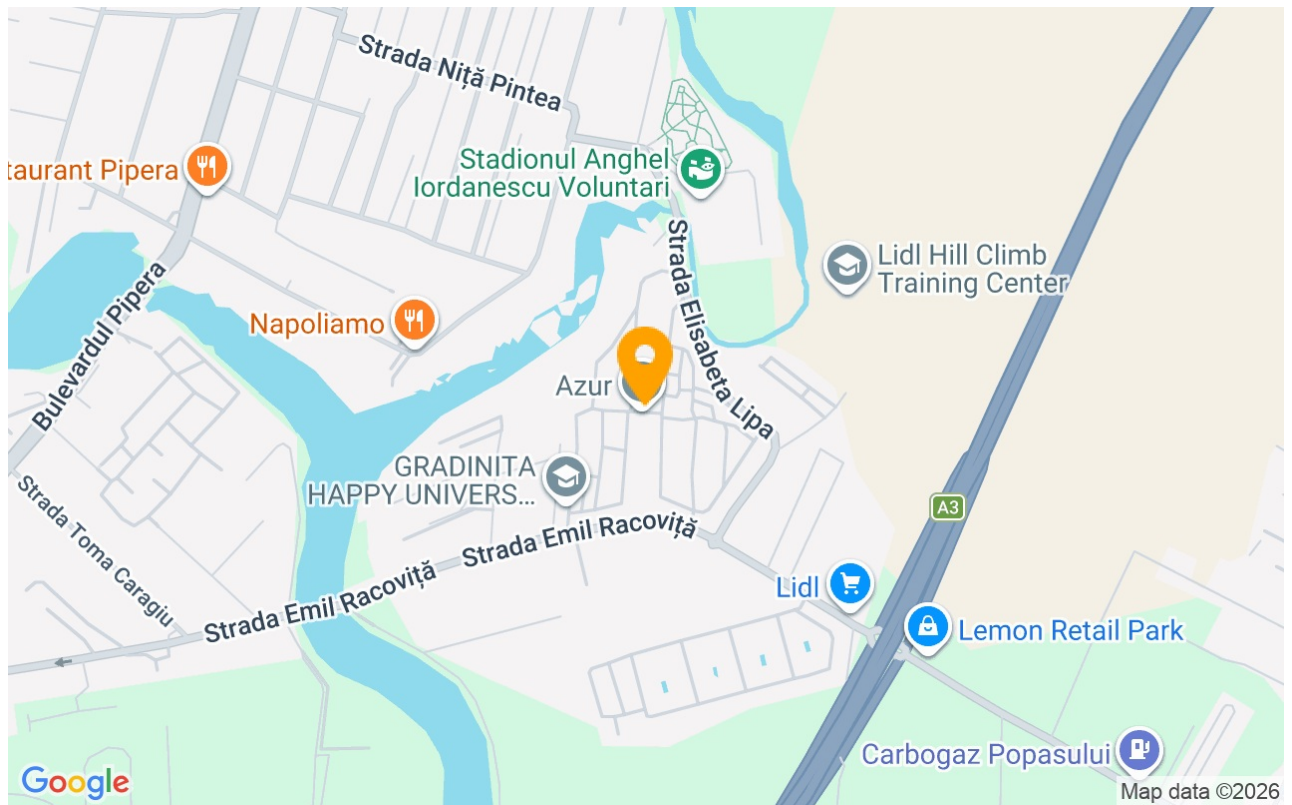 Strada Niță Pintea
taurant Pipera
Stadionul Anghel
Iordanescu Voluntari
Strada Elisabeta Lipa
Lidl Hill Climb
Training Center
Bulevardul Pipera
Napoliamo
Azur
GRADINITA
HAPPY UNIVERS...
Strada Toma Caragiu
Strada Emil Racoviță
Strada Emil Racoviță
A3
Lidl
Lemon Retail Park
Carbogaz Popasului
Google
Map data ©2026